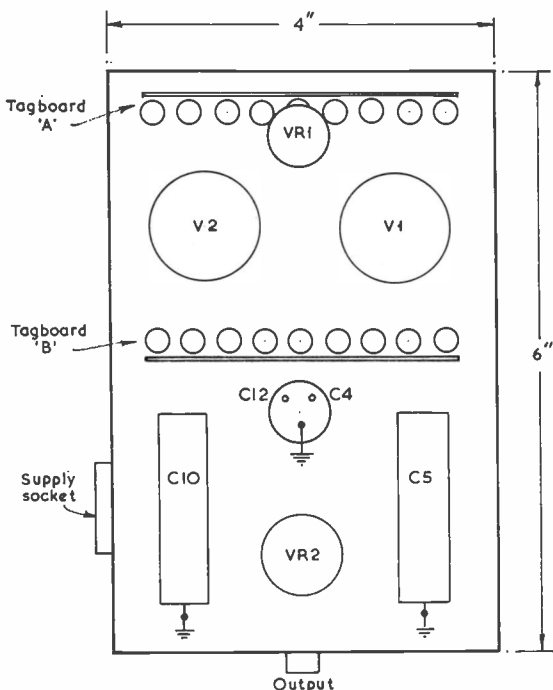 4"
Tagboard
'A'
VR1
V2
V1
Tagboard
'B'
6"
C12
C4
C10
C5
Supply
socket
VR2
Output